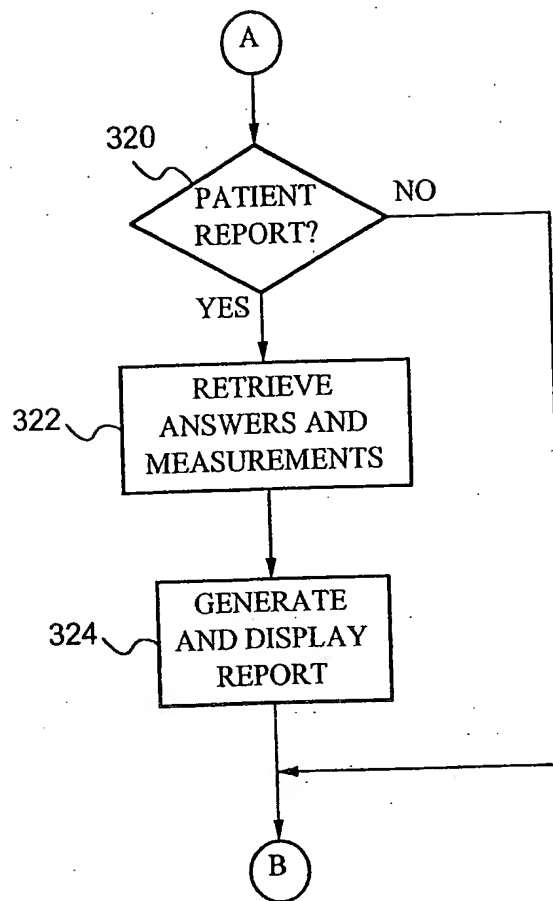 A
320
PATIENT
REPORT?
NO
YES
322
RETRIEVE
ANSWERS AND
MEASUREMENTS
324
GENERATE
AND DISPLAY
REPORT
B